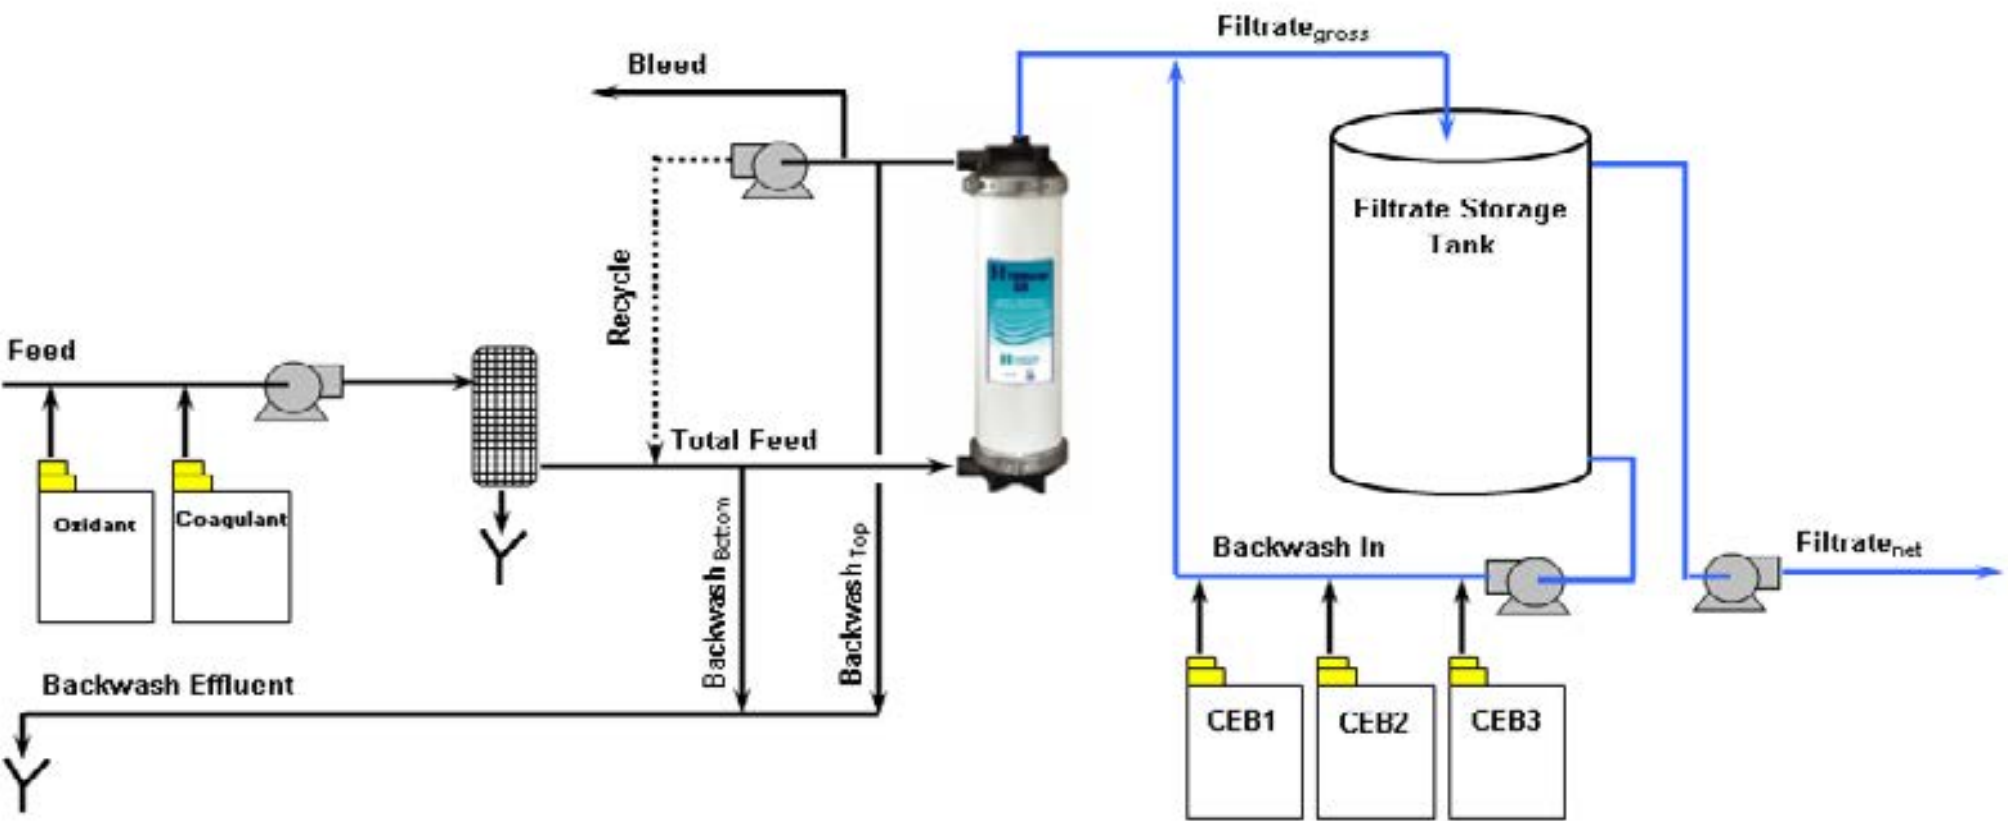 Filtrate gross
Bleed
Recycle
Filtrate Storage
Tank
Feed
Total Feed
Oxidant
Coagulant
Backwash Bottom
Backwash Top
Backwash In
Filtrate net
Backwash Effluent
CEB1
CEB2
CEB3